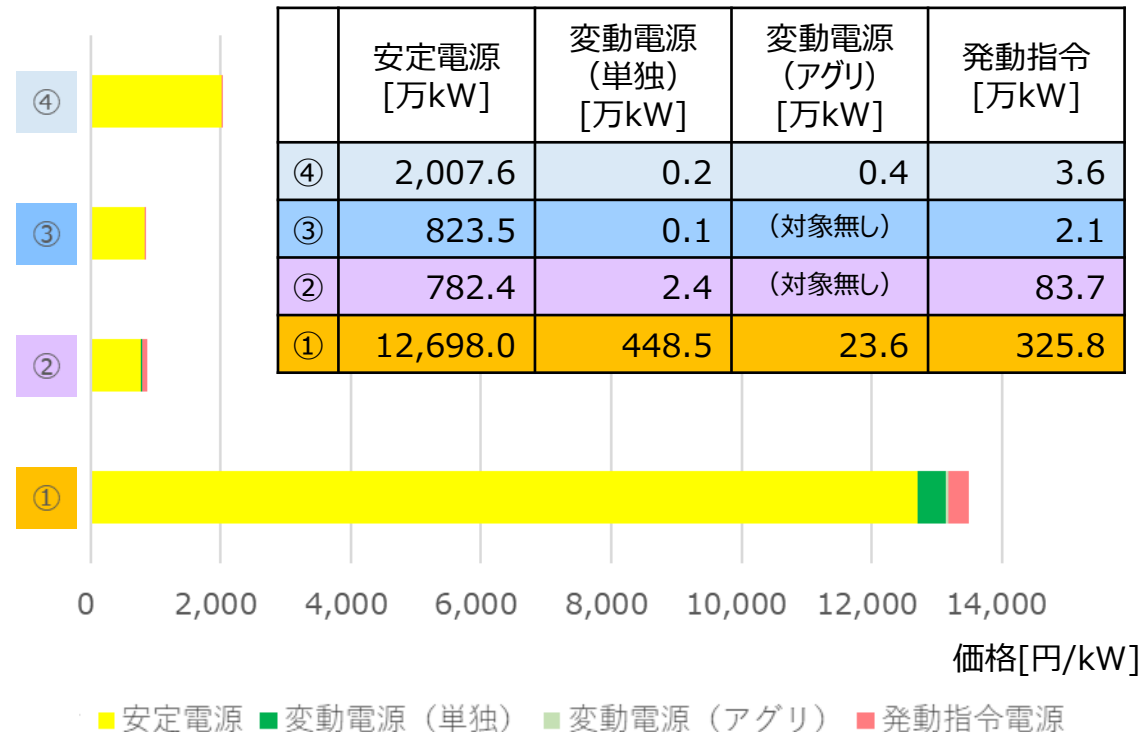 安定電源
[万kW]
変動電源
（単独）
[万kW]
変動電源
（アグリ）
[万kW]
発動指令
[万kW]
④ 2,007.6 0.2 0.4 3.6
③ 823.5 0.1 （対象無し） 2.1
② 782.4 2.4 （対象無し） 83.7
① 12,698.0 448.5 23.6 325.8
④
③
②
①
0 2,000 4,000 6,000 8,000 10,000 12,000 14,000
価格[円/kW]
安定電源 変動電源（単独） 変動電源（アグリ） 発動指令電源